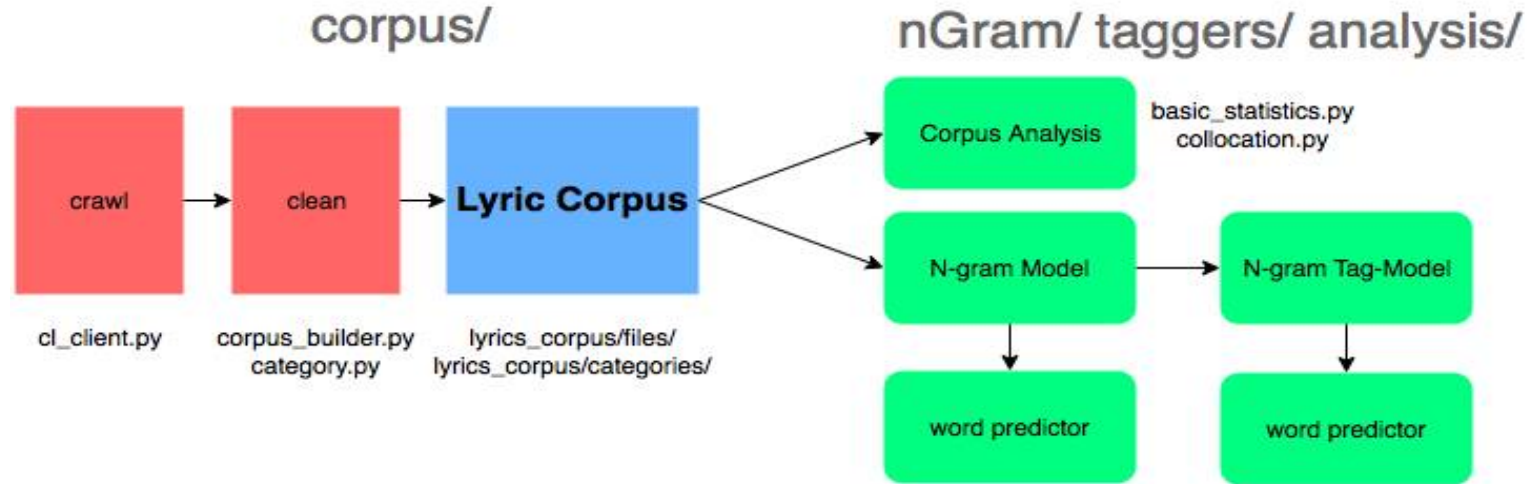 corpus/
nGram/ taggers/ analysis/
crawl
clean
Lyric Corpus
cl_client.py
corpus_builder.py
category.py
lyrics_corpus/files/
lyrics_corpus/categories/
Corpus Analysis
basic_statistics.py
collocation.py
N-gram Model
N-gram Tag-Model
word predictor
word predictor